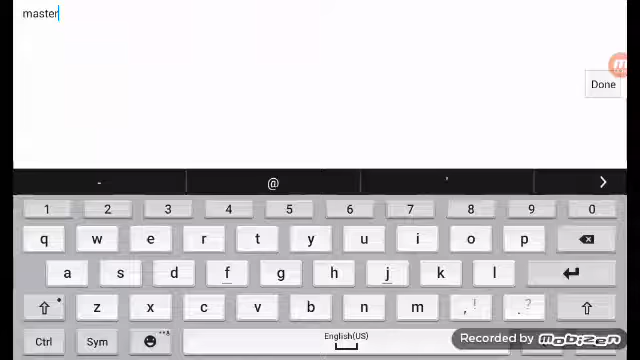 master
Done
- @ '
1 2 3 4 5 6 7 8 9 0
q w e r t y u i o p
a s d f g h j k l
z x c v b n m , ! . ?
Ctrl Sym English(US)
Recorded by mobizen